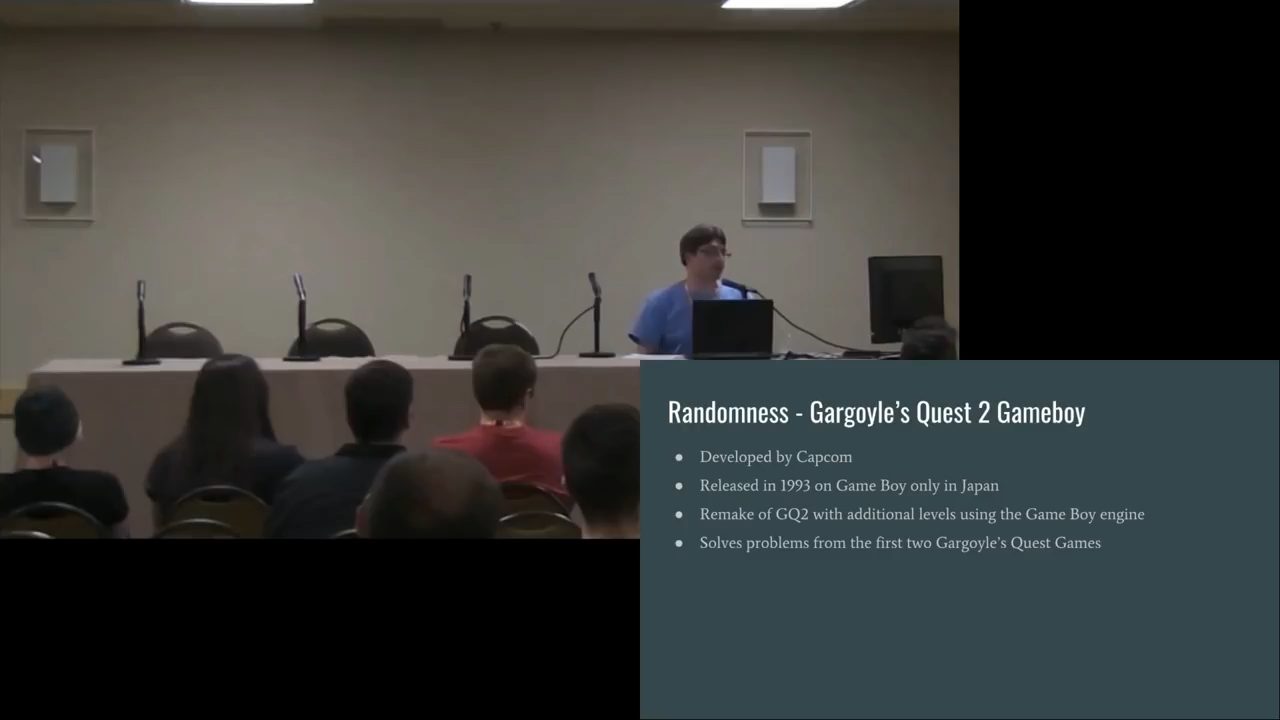 Randomness - Gargoyle’s Quest 2 Gameboy
● Developed by Capcom
● Released in 1993 on Game Boy only in Japan
● Remake of GQ2 with additional levels using the Game Boy engine
● Solves problems from the first two Gargoyle’s Quest Games